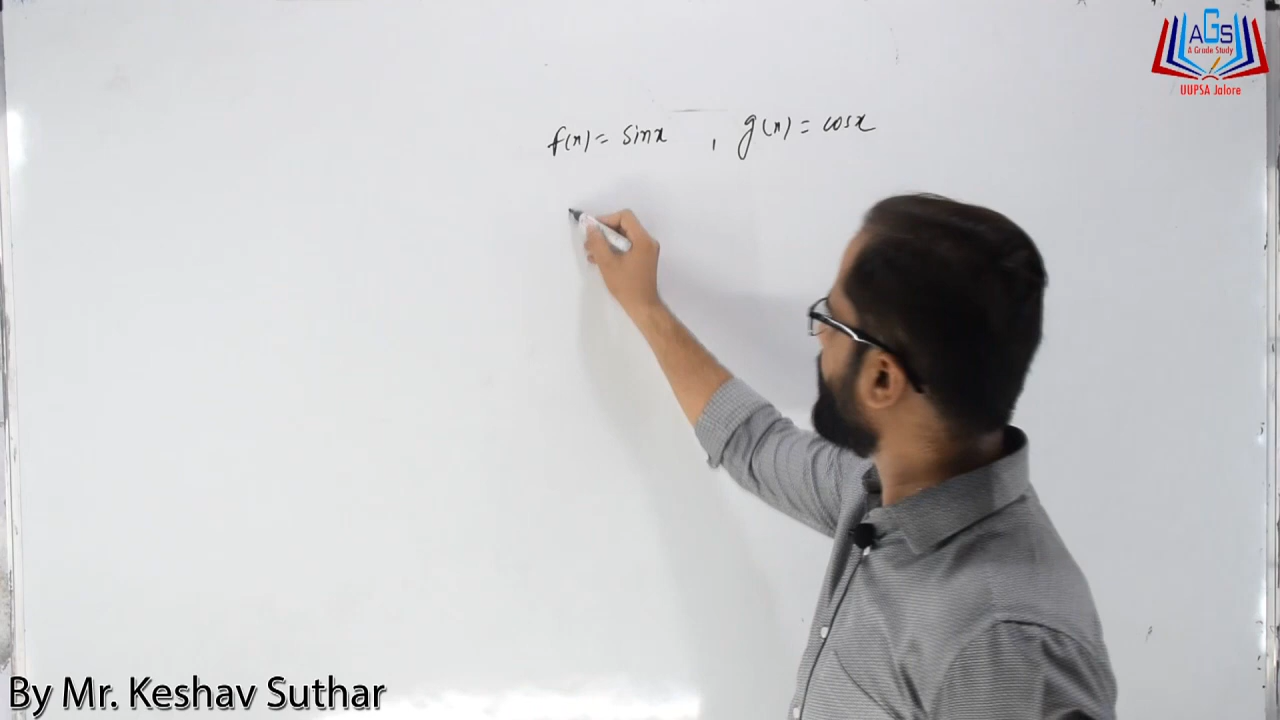 AGS
A Grade Study
UUPSA Jalore
f(x) = sinx , g(x) = cosx
By Mr. Keshav Suthar